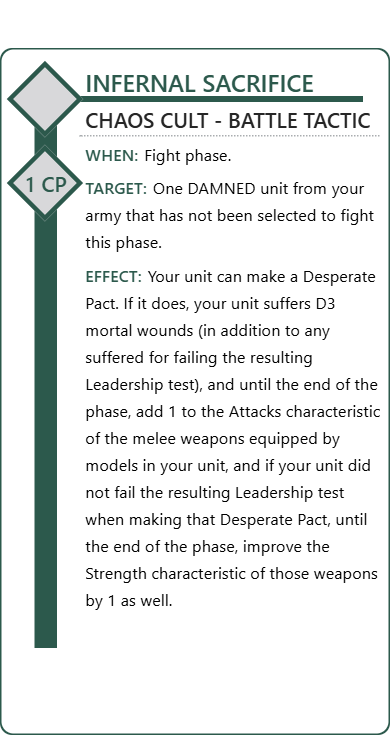 INFERNAL SACRIFICE
CHAOS CULT - BATTLE TACTIC
WHEN: Fight phase.
1 CP
TARGET: One DAMNED unit from your
army that has not been selected to fight
this phase.
EFFECT: Your unit can make a Desperate
Pact. If it does, your unit suffers D3
mortal wounds (in addition to any
suffered for failing the resulting
Leadership test), and until the end of the
phase, add 1 to the Attacks characteristic
of the melee weapons equipped by
models in your unit, and if your unit did
not fail the resulting Leadership test
when making that Desperate Pact, until
the end of the phase, improve the
Strength characteristic of those weapons
by 1 as well.